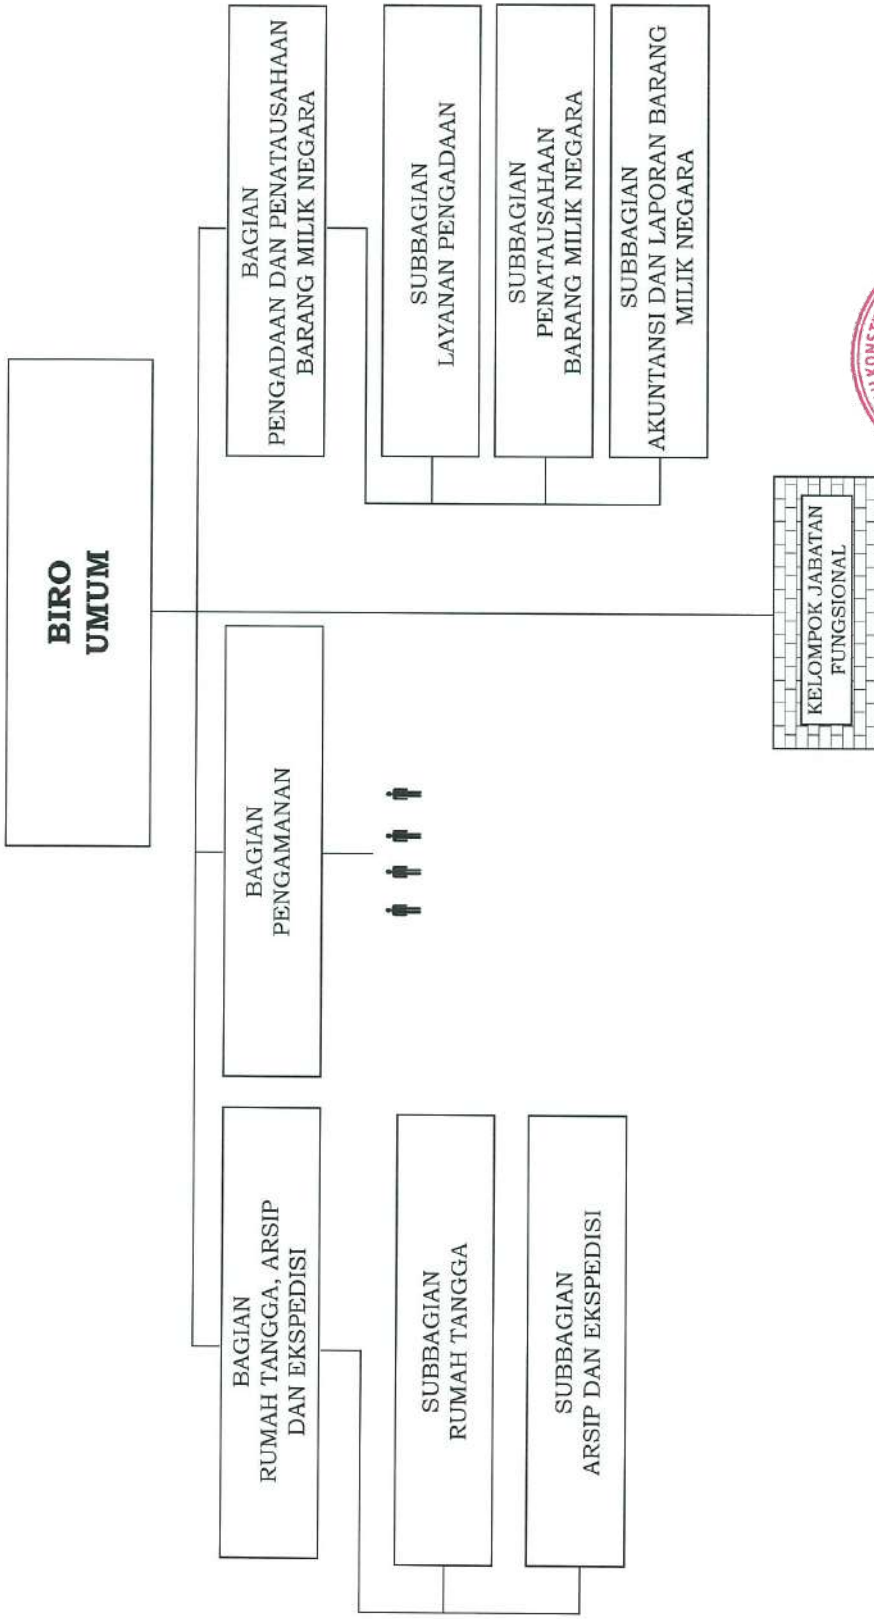 BIRO
UMUM
BAGIAN
RUMAH TANGGA, ARSIP
DAN EKSPEDISI
BAGIAN
PENGAMANAN
BAGIAN
PENGADAAN DAN PENATAUSAHAAN
BARANG MILIK NEGARA
SUBBAGIAN
RUMAH TANGGA
SUBBAGIAN
ARSIP DAN EKSPEDISI
SUBBAGIAN
LAYANAN PENGADAAN
SUBBAGIAN
PENATAUSAHAAN
BARANG MILIK NEGARA
SUBBAGIAN
AKUNTANSI DAN LAPORAN BARANG
MILIK NEGARA
KELOMPOK JABATAN
FUNGSIONAL